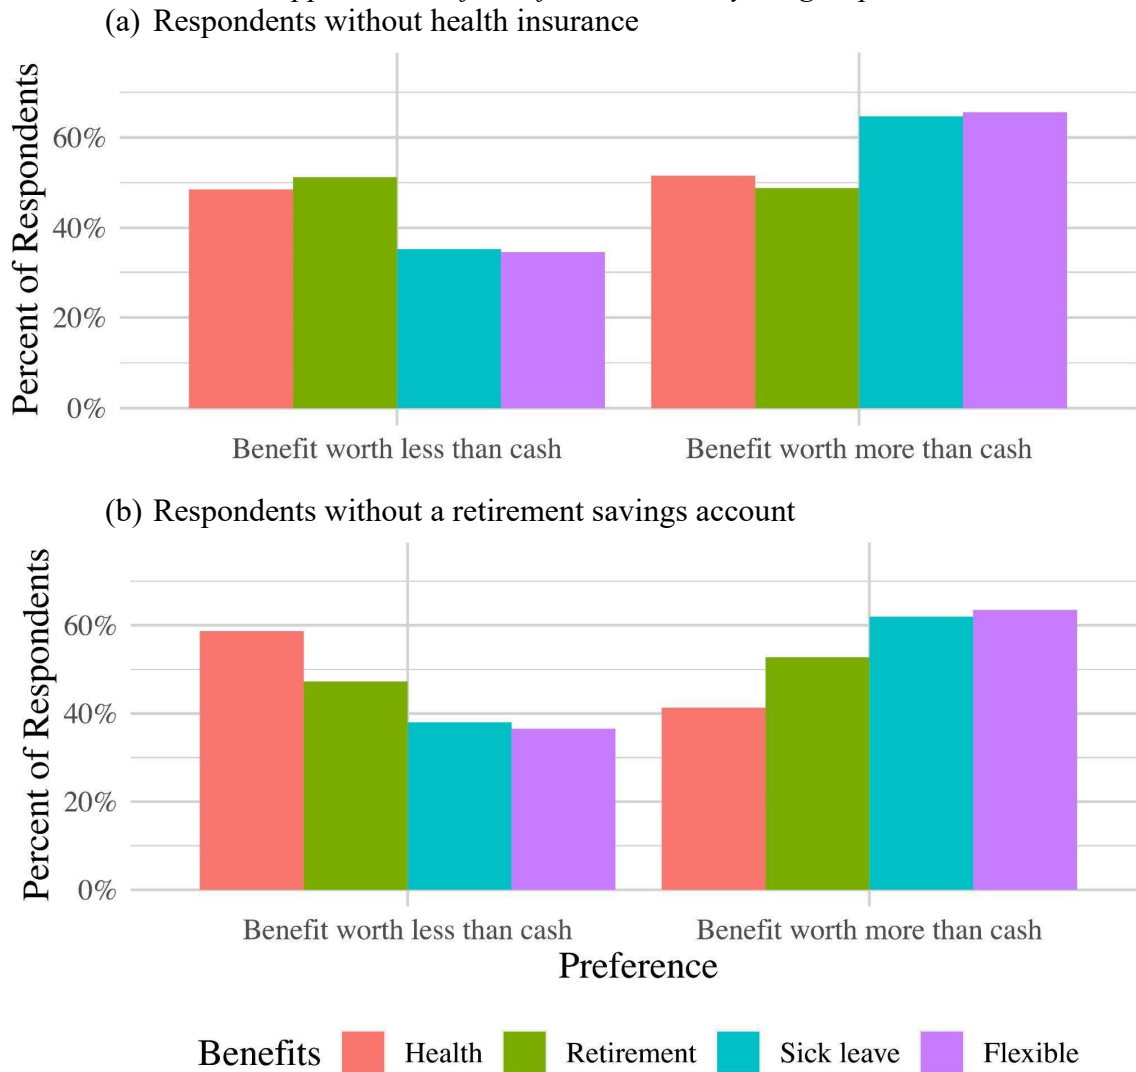 (a) Respondents without health insurance
Percent of Respondents
60%
40%
20%
0%
Benefit worth less than cash
Benefit worth more than cash
(b) Respondents without a retirement savings account
Percent of Respondents
60%
40%
20%
0%
Benefit worth less than cash
Benefit worth more than cash
Preference
Benefits Health Retirement Sick leave Flexible